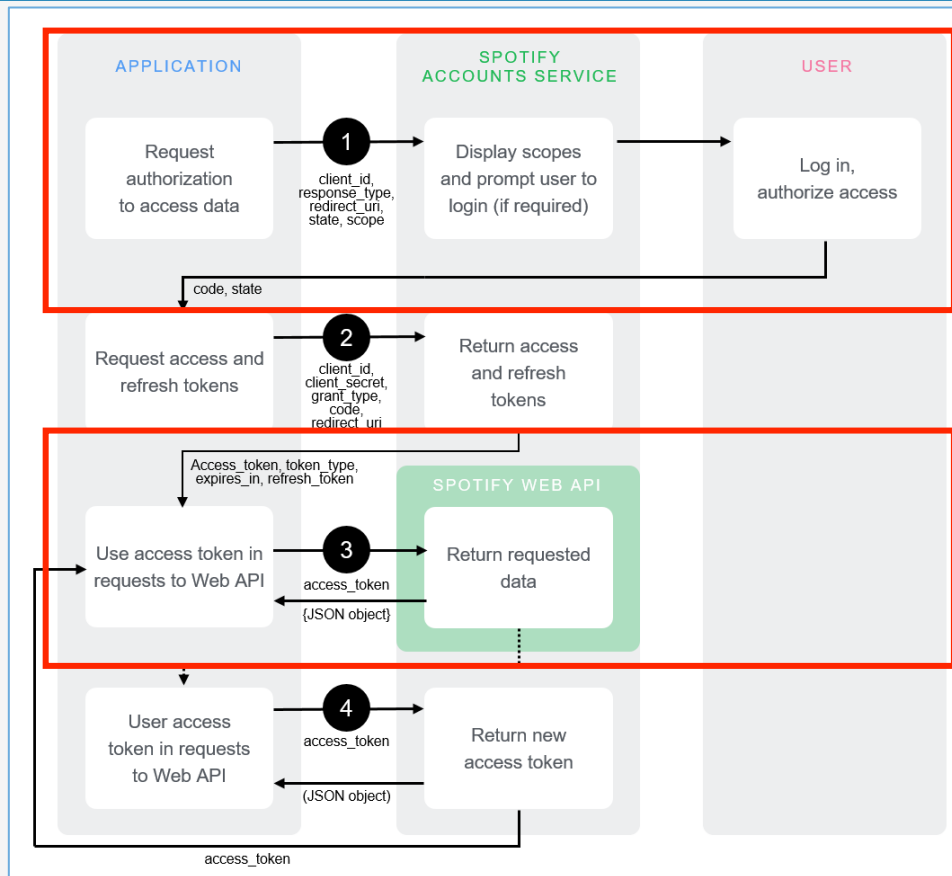 APPLICATION
SPOTIFY
ACCOUNTS SERVICE
USER
Request
authorization
to access data
1
client_id,
response_type,
redirect_uri,
state, scope
Display scopes
and prompt user to
login (if required)
Log in,
authorize access
code, state
Request access and
refresh tokens
2
client_id,
client_secret,
grant_type,
code,
redirect_uri
Return access
and refresh
tokens
Access_token, token_type,
expires_in, refresh_token
SPOTIFY WEB API
Use access token in
requests to Web API
3
access_token
{JSON object}
Return requested
data
User access
token in requests
to Web API
4
access_token
(JSON object)
Return new
access token
access_token